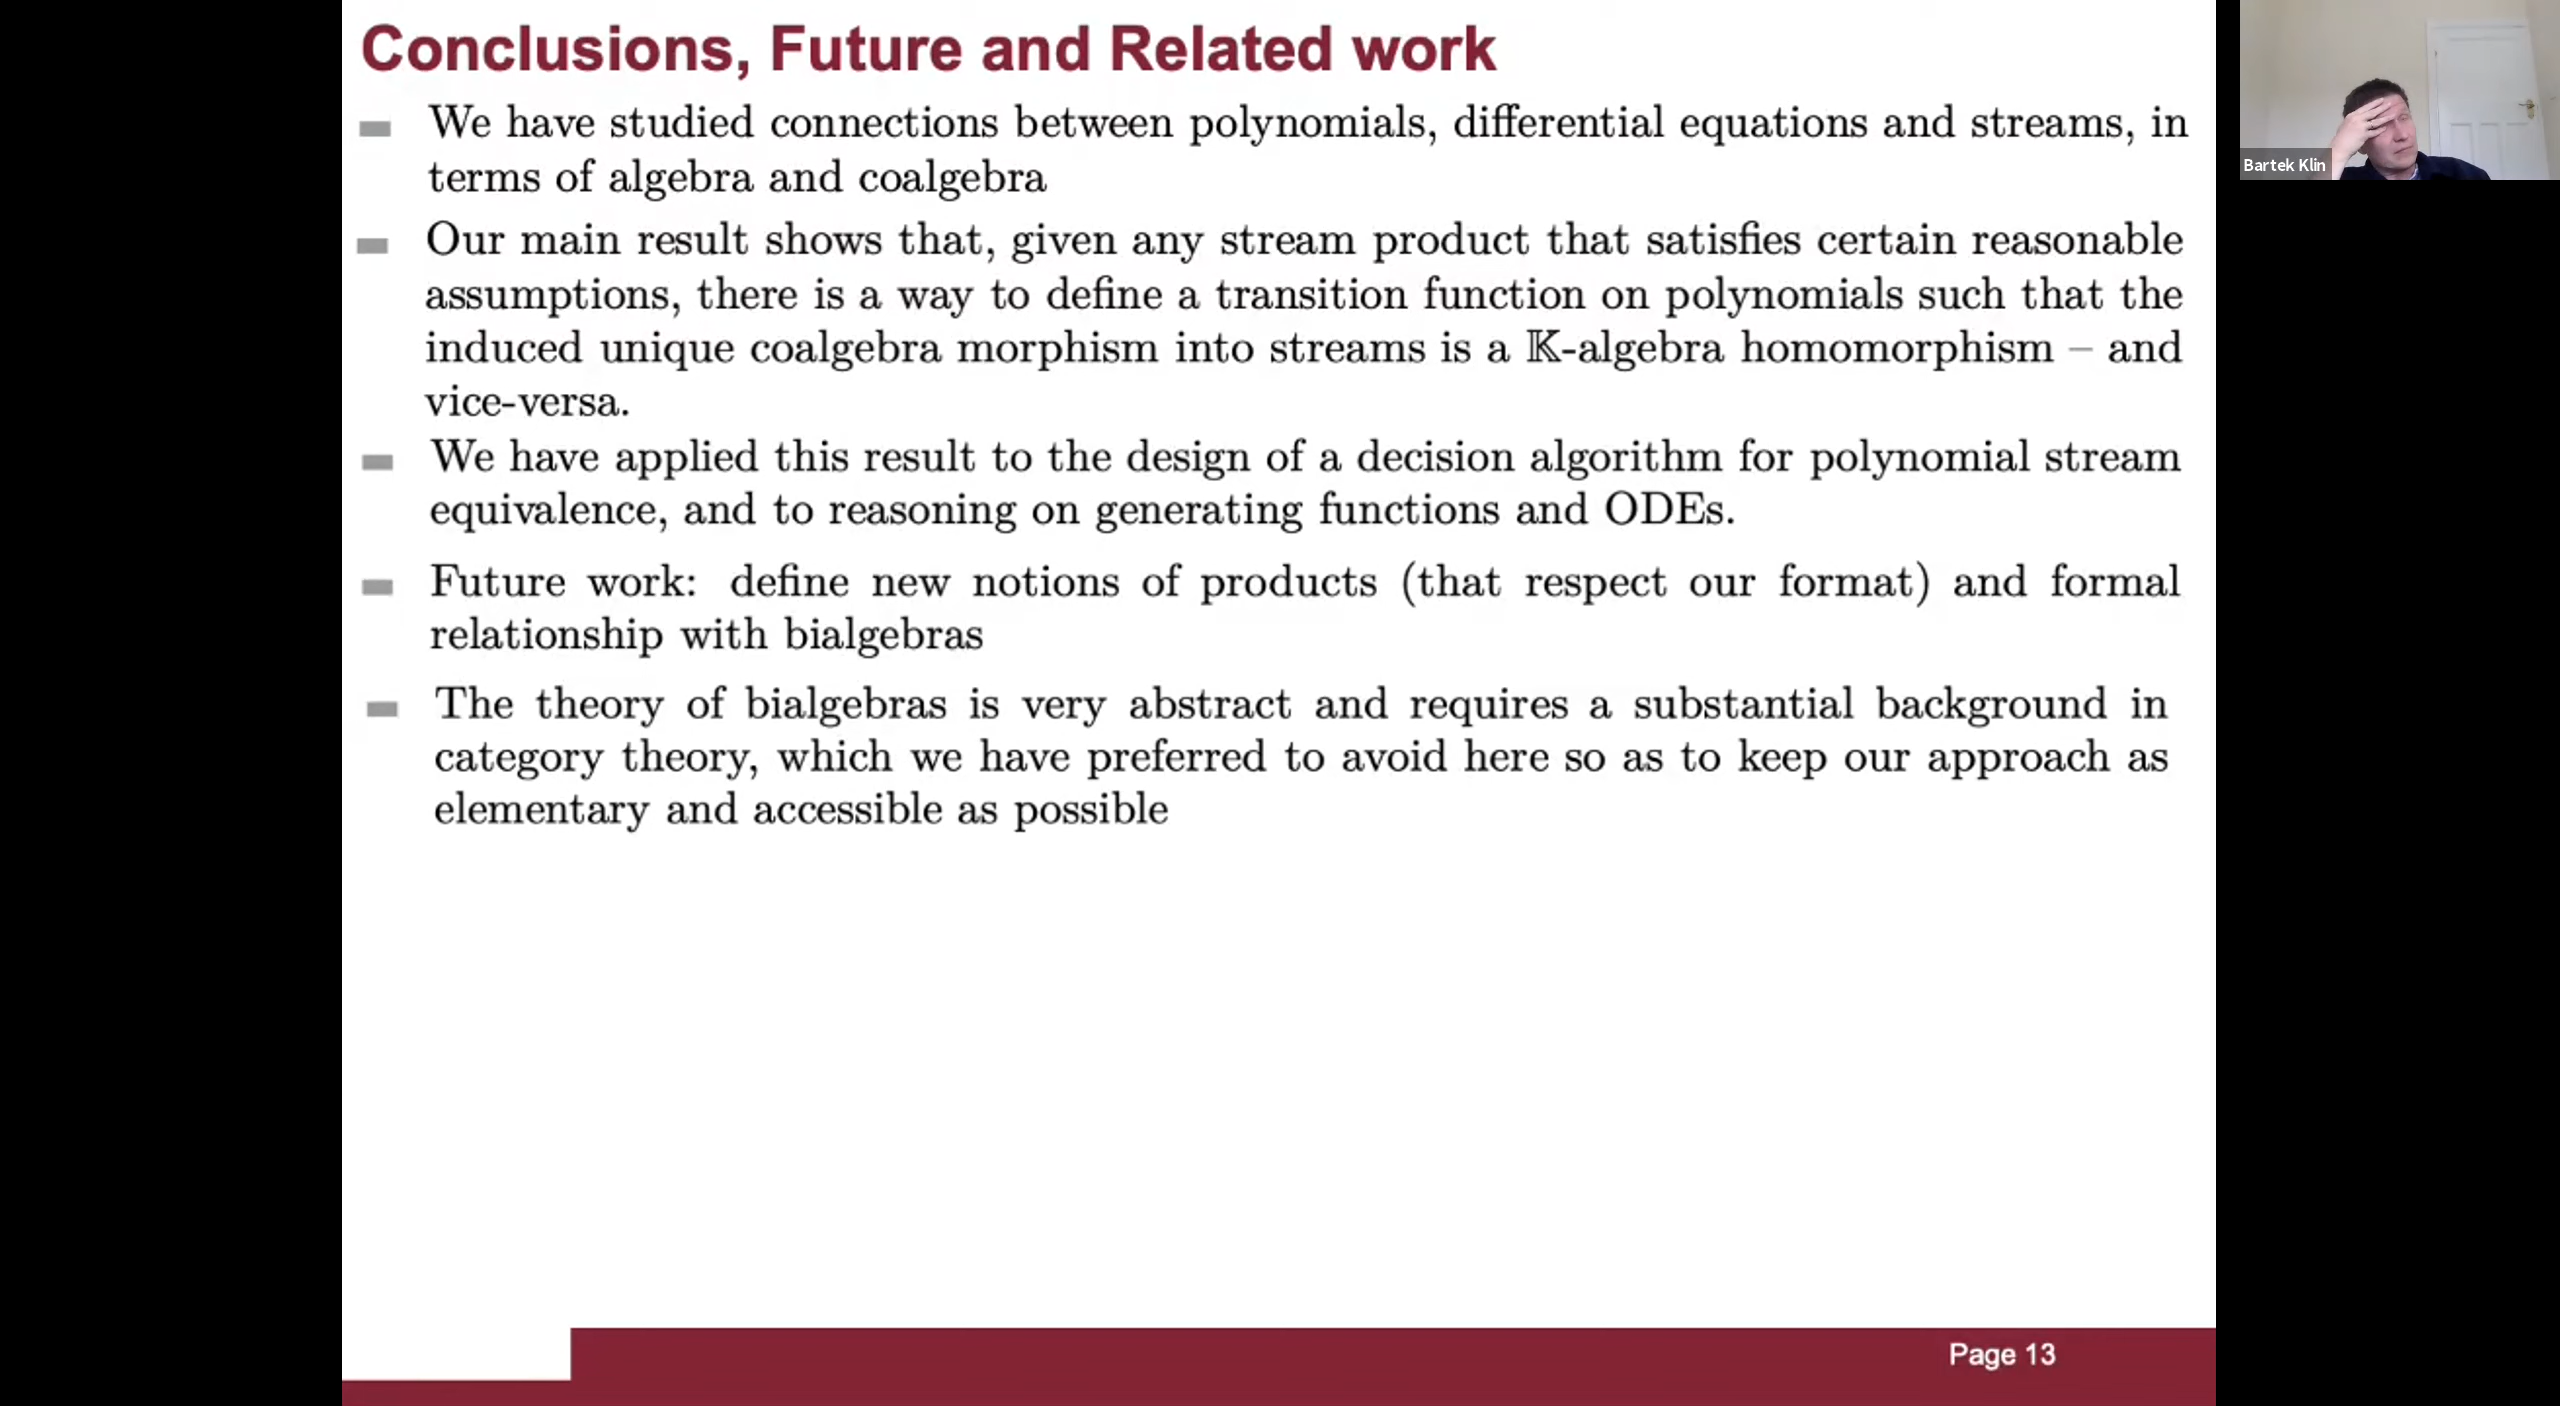 Conclusions, Future and Related work
We have studied connections between polynomials, differential equations and streams, in
terms of algebra and coalgebra
Our main result shows that, given any stream product that satisfies certain reasonable
assumptions, there is a way to define a transition function on polynomials such that the
induced unique coalgebra morphism into streams is a 𝕂-algebra homomorphism – and
vice-versa.
We have applied this result to the design of a decision algorithm for polynomial stream
equivalence, and to reasoning on generating functions and ODEs.
Future work: define new notions of products (that respect our format) and formal
relationship with bialgebras
The theory of bialgebras is very abstract and requires a substantial background in
category theory, which we have preferred to avoid here so as to keep our approach as
elementary and accessible as possible
Page 13
Bartek Klin